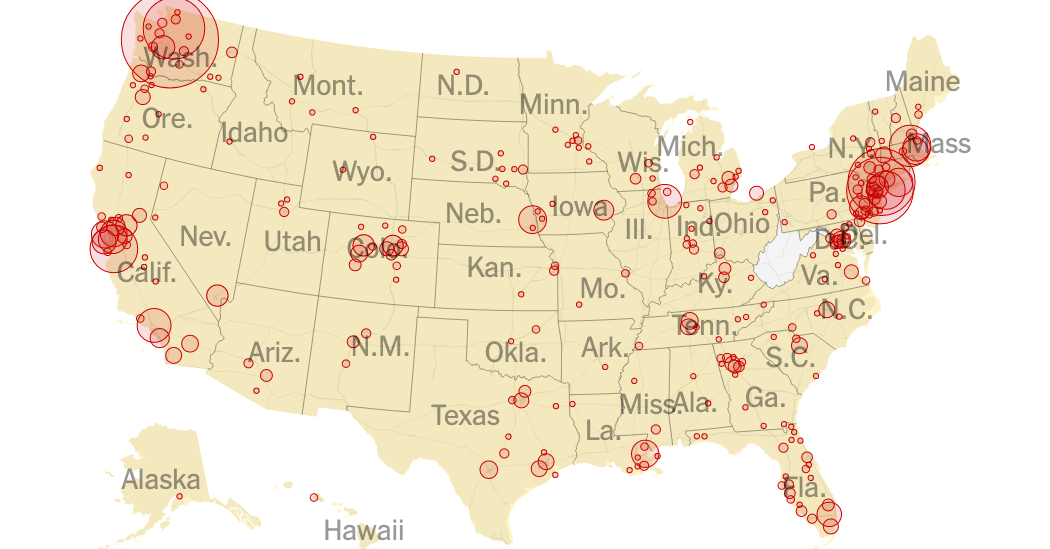 Wash.
Mont.
N.D.
Minn.
Maine
Ore.
Idaho
Mich.
N.Y.
Mass
Wyo.
S.D.
Wis.
Pa.
Nev.
Utah
Colo.
Neb.
Iowa
Ill.
Ind.
Ohio
D.C.
Del.
Calif.
Kan.
Mo.
Ky.
Va.
N.C.
Ariz.
N.M.
Okla.
Ark.
Tenn.
S.C.
Texas
La.
Miss.
Ala.
Ga.
Alaska
Fla.
Hawaii